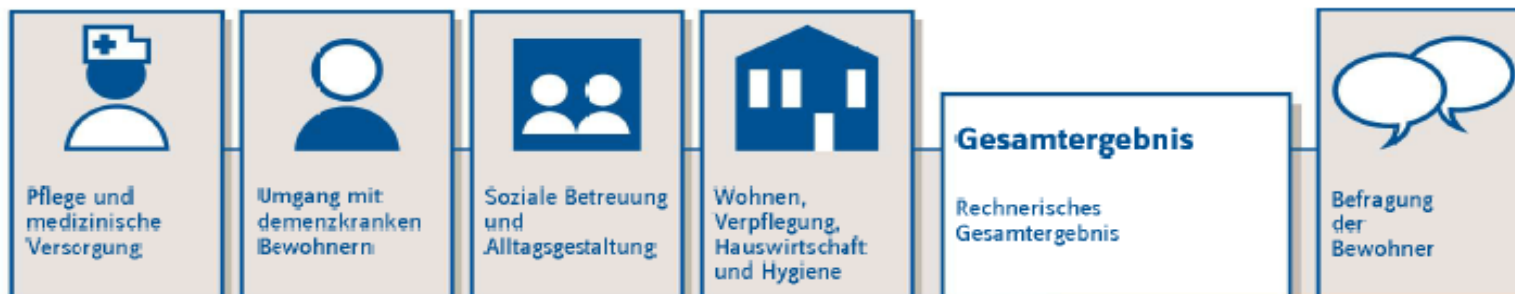 Pflege und
medizinische
Versorgung
Umgang mit
demenzkranken
Bewohnern
Soziale Betreuung
und
Alltagsgestaltung
Wohnen,
Verpflegung,
Hauswirtschaft
und Hygiene
Gesamtergebnis
Rechnerisches
Gesamtergebnis
Befragung
der
Bewohner